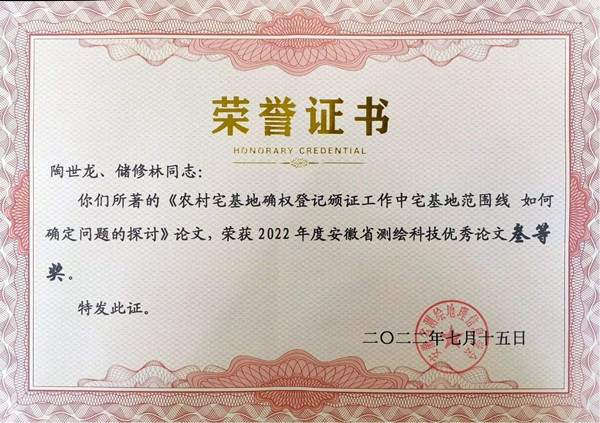 荣誉证书
HONORARY CREDENTIAL
陶世龙、储修林同志：
你们所著的《农村宅基地确权登记颁证工作中宅基地范围线 如何
确定问题的探讨》论文，荣获2022年度安徽省测绘科技优秀论文叁等
奖。
特发此证。
二〇二二年七月十五日